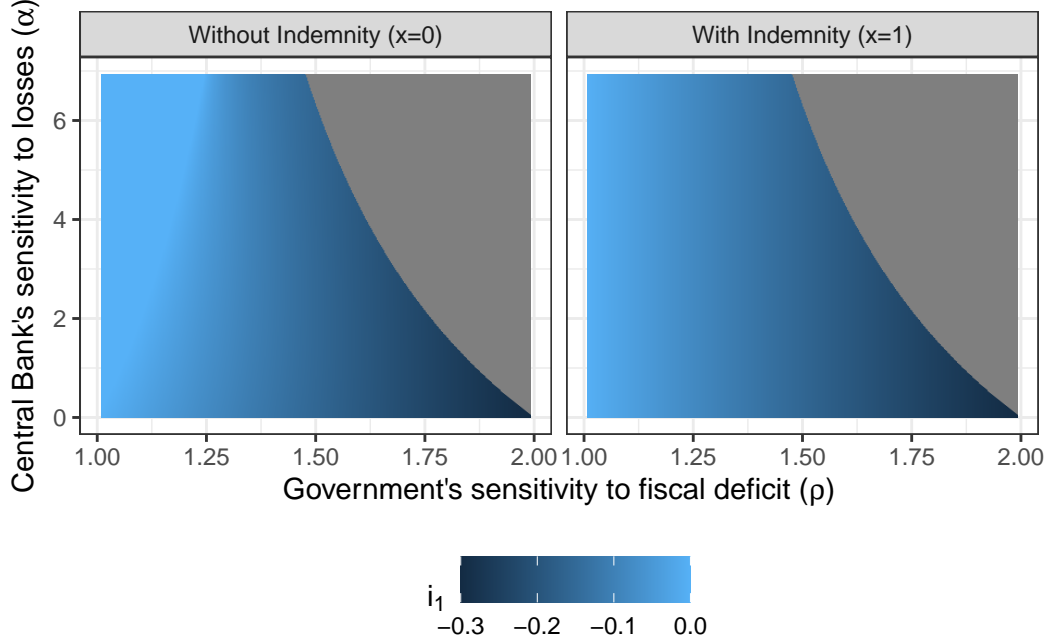 Without Indemnity (x=0)
With Indemnity (x=1)
Central Bank's sensitivity to losses (α)
6
4
2
0
1.00 1.25 1.50 1.75 2.00
1.00 1.25 1.50 1.75 2.00
Government's sensitivity to fiscal deficit (ρ)
i₁
−0.3 −0.2 −0.1 0.0